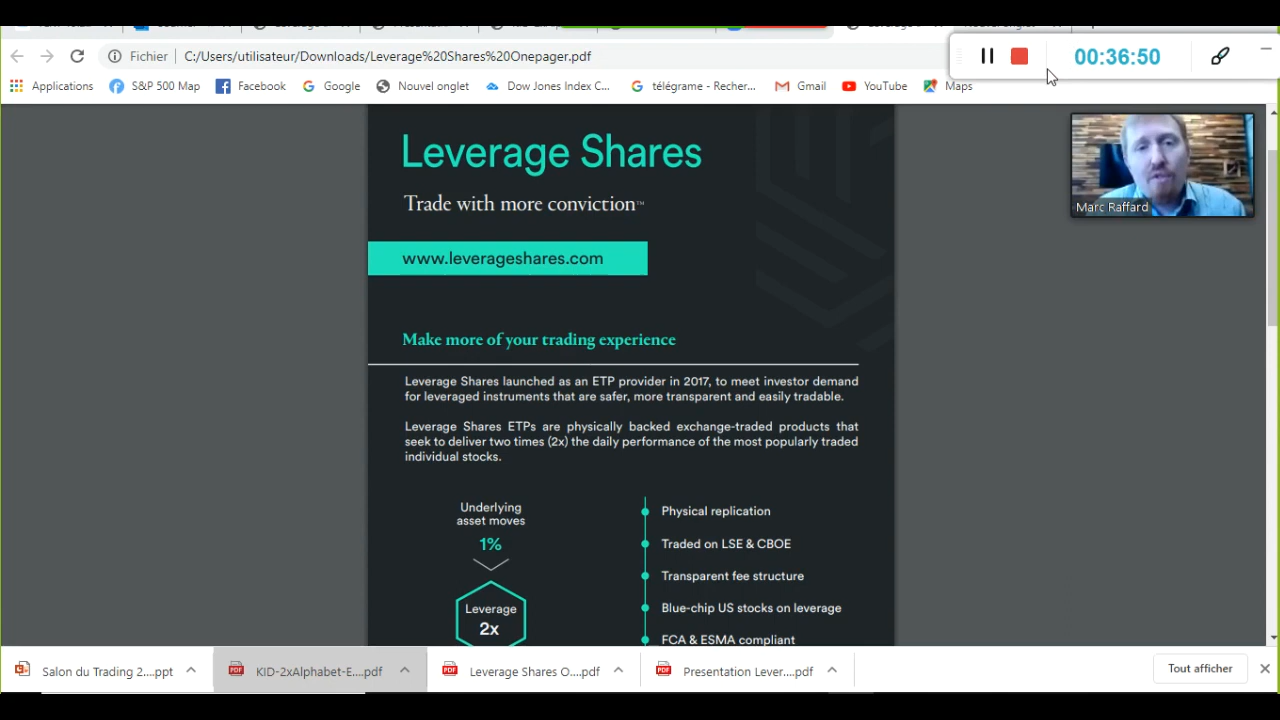 Fichier
C:/Users/utilisateur/Downloads/Leverage%20Shares%20Onepager.pdf
00:36:50
Applications
S&P 500 Map
Facebook
Google
Nouvel onglet
Dow Jones Index C...
télégrame - Recher...
Gmail
YouTube
Maps
Leverage Shares
Trade with more conviction™
www.leverageshares.com
Marc Raffard
Make more of your trading experience
Leverage Shares launched as an ETP provider in 2017, to meet investor demand
for leveraged instruments that are safer, more transparent and easily tradable.
Leverage Shares ETPs are physically backed exchange-traded products that
seek to deliver two times (2x) the daily performance of the most popularly traded
individual stocks.
Underlying
asset moves
1%
Leverage
2x
Physical replication
Traded on LSE & CBOE
Transparent fee structure
Blue-chip US stocks on leverage
FCA & ESMA compliant
Salon du Trading 2....ppt
KID-2xAlphabet-E....pdf
Leverage Shares O....pdf
Presentation Lever....pdf
Tout afficher